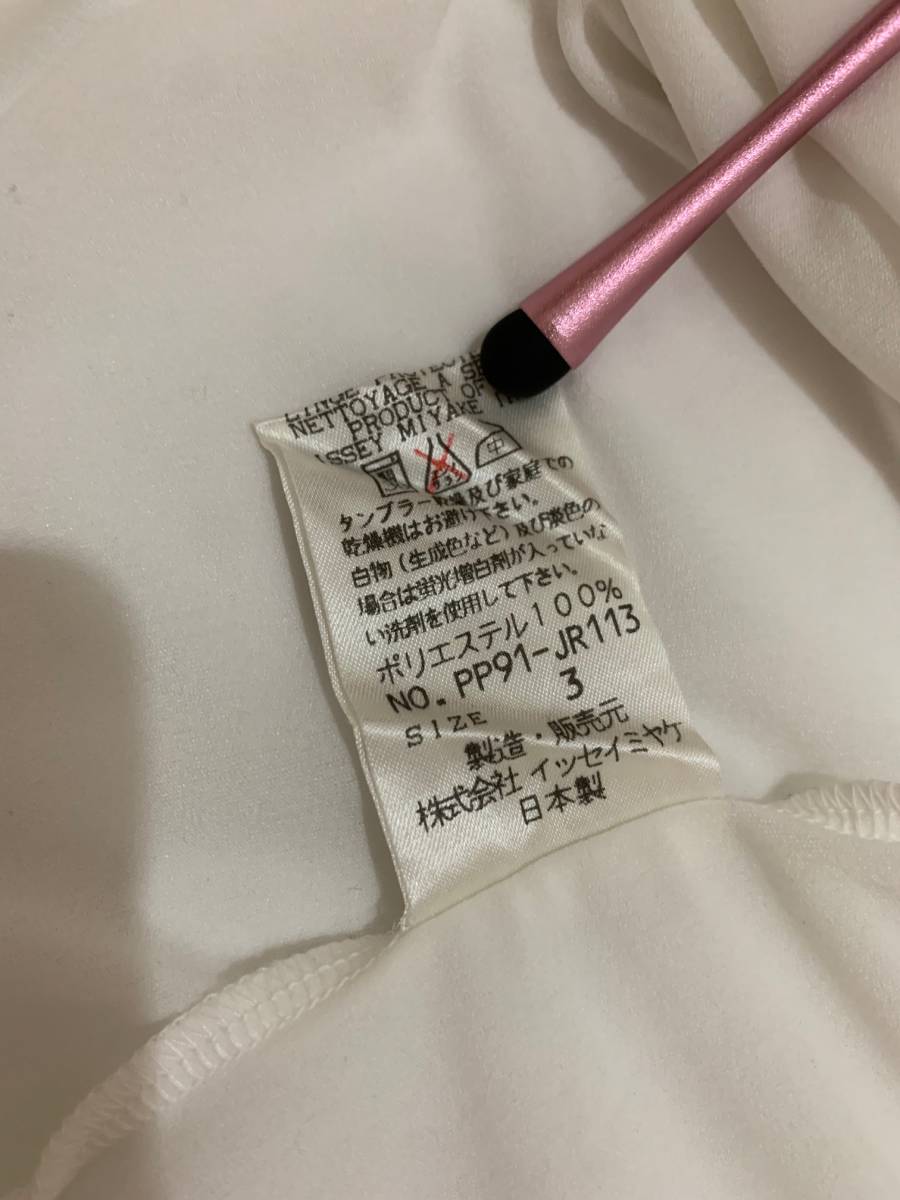 NETTOYAGE A
PRODUCT OF
ISSEY MIYAKE
中
タンブラー乾燥及び家庭での
乾燥機はお避け下さい。
白物(生成色など)及び淡色の
場合は蛍光増白剤が入っていな
い洗剤を使用して下さい。
ポリエステル100%
NO. PP91-JR113
SIZE 3
製造・販売元
株式会社 イッセイミヤケ
日本製